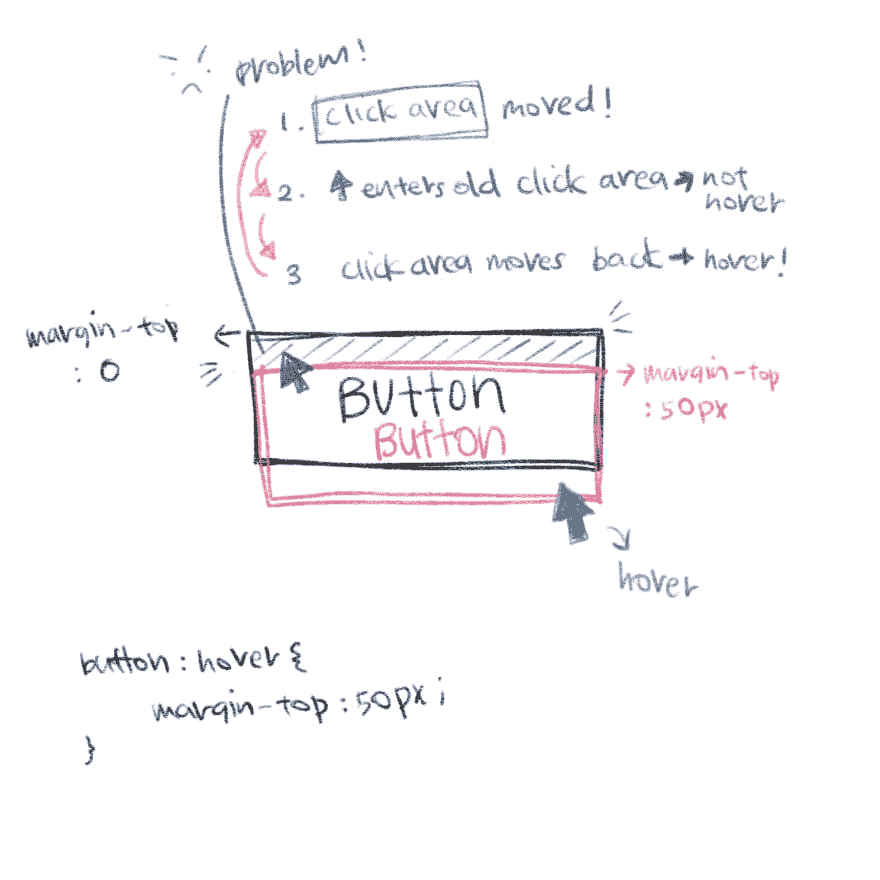 problem!
1. click area moved!
2. enters old click area → not
hover
3 click area moves back → hover!
margin-top
: 0
Button
Button
→ margin-top
: 50px
hover
button : hover {
margin-top : 50px ;
}